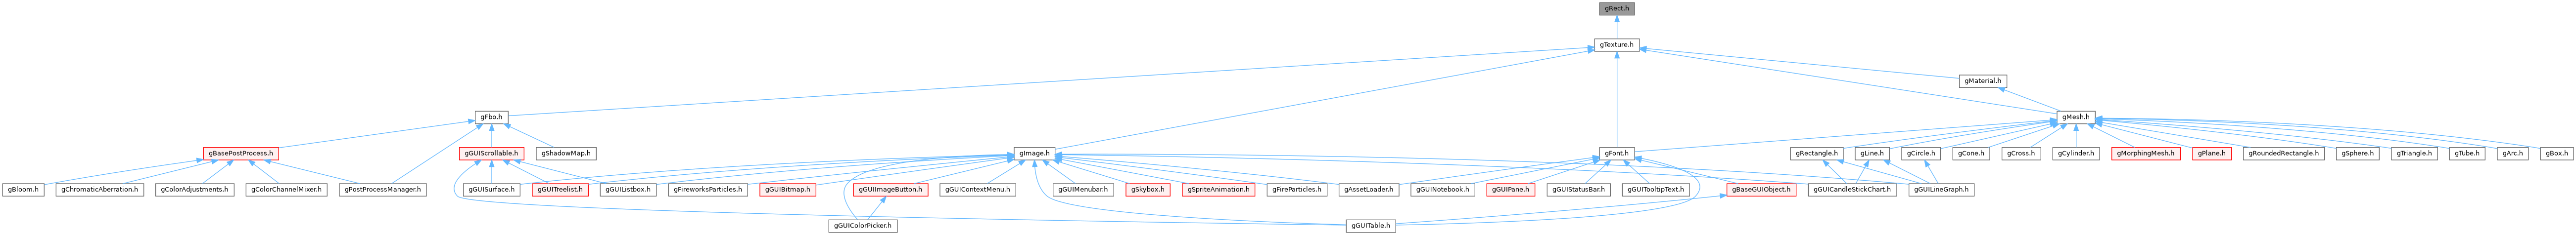 gRect.h
gTexture.h
gMaterial.h
gFbo.h
gMesh.h
gBasePostProcess.h
gGUIScrollable.h
gShadowMap.h
gImage.h
gFont.h
gRectangle.h
gLine.h
gCircle.h
gCone.h
gCross.h
gCylinder.h
gMorphingMesh.h
gPlane.h
gRoundedRectangle.h
gSphere.h
gTriangle.h
gTube.h
gArc.h
gBox.h
gBloom.h
gChromaticAberration.h
gColorAdjustments.h
gColorChannelMixer.h
gPostProcessManager.h
gGUISurface.h
gGUITreelist.h
gGUIListbox.h
gFireworksParticles.h
gGUIBitmap.h
gGUIImageButton.h
gGUIContextMenu.h
gGUIMenubar.h
gSkybox.h
gSpriteAnimation.h
gFireParticles.h
gAssetLoader.h
gGUINotebook.h
gGUIPane.h
gGUIStatusBar.h
gGUITooltipText.h
gBaseGUIObject.h
gGUICandleStickChart.h
gGUILineGraph.h
gGUIColorPicker.h
gGUITable.h